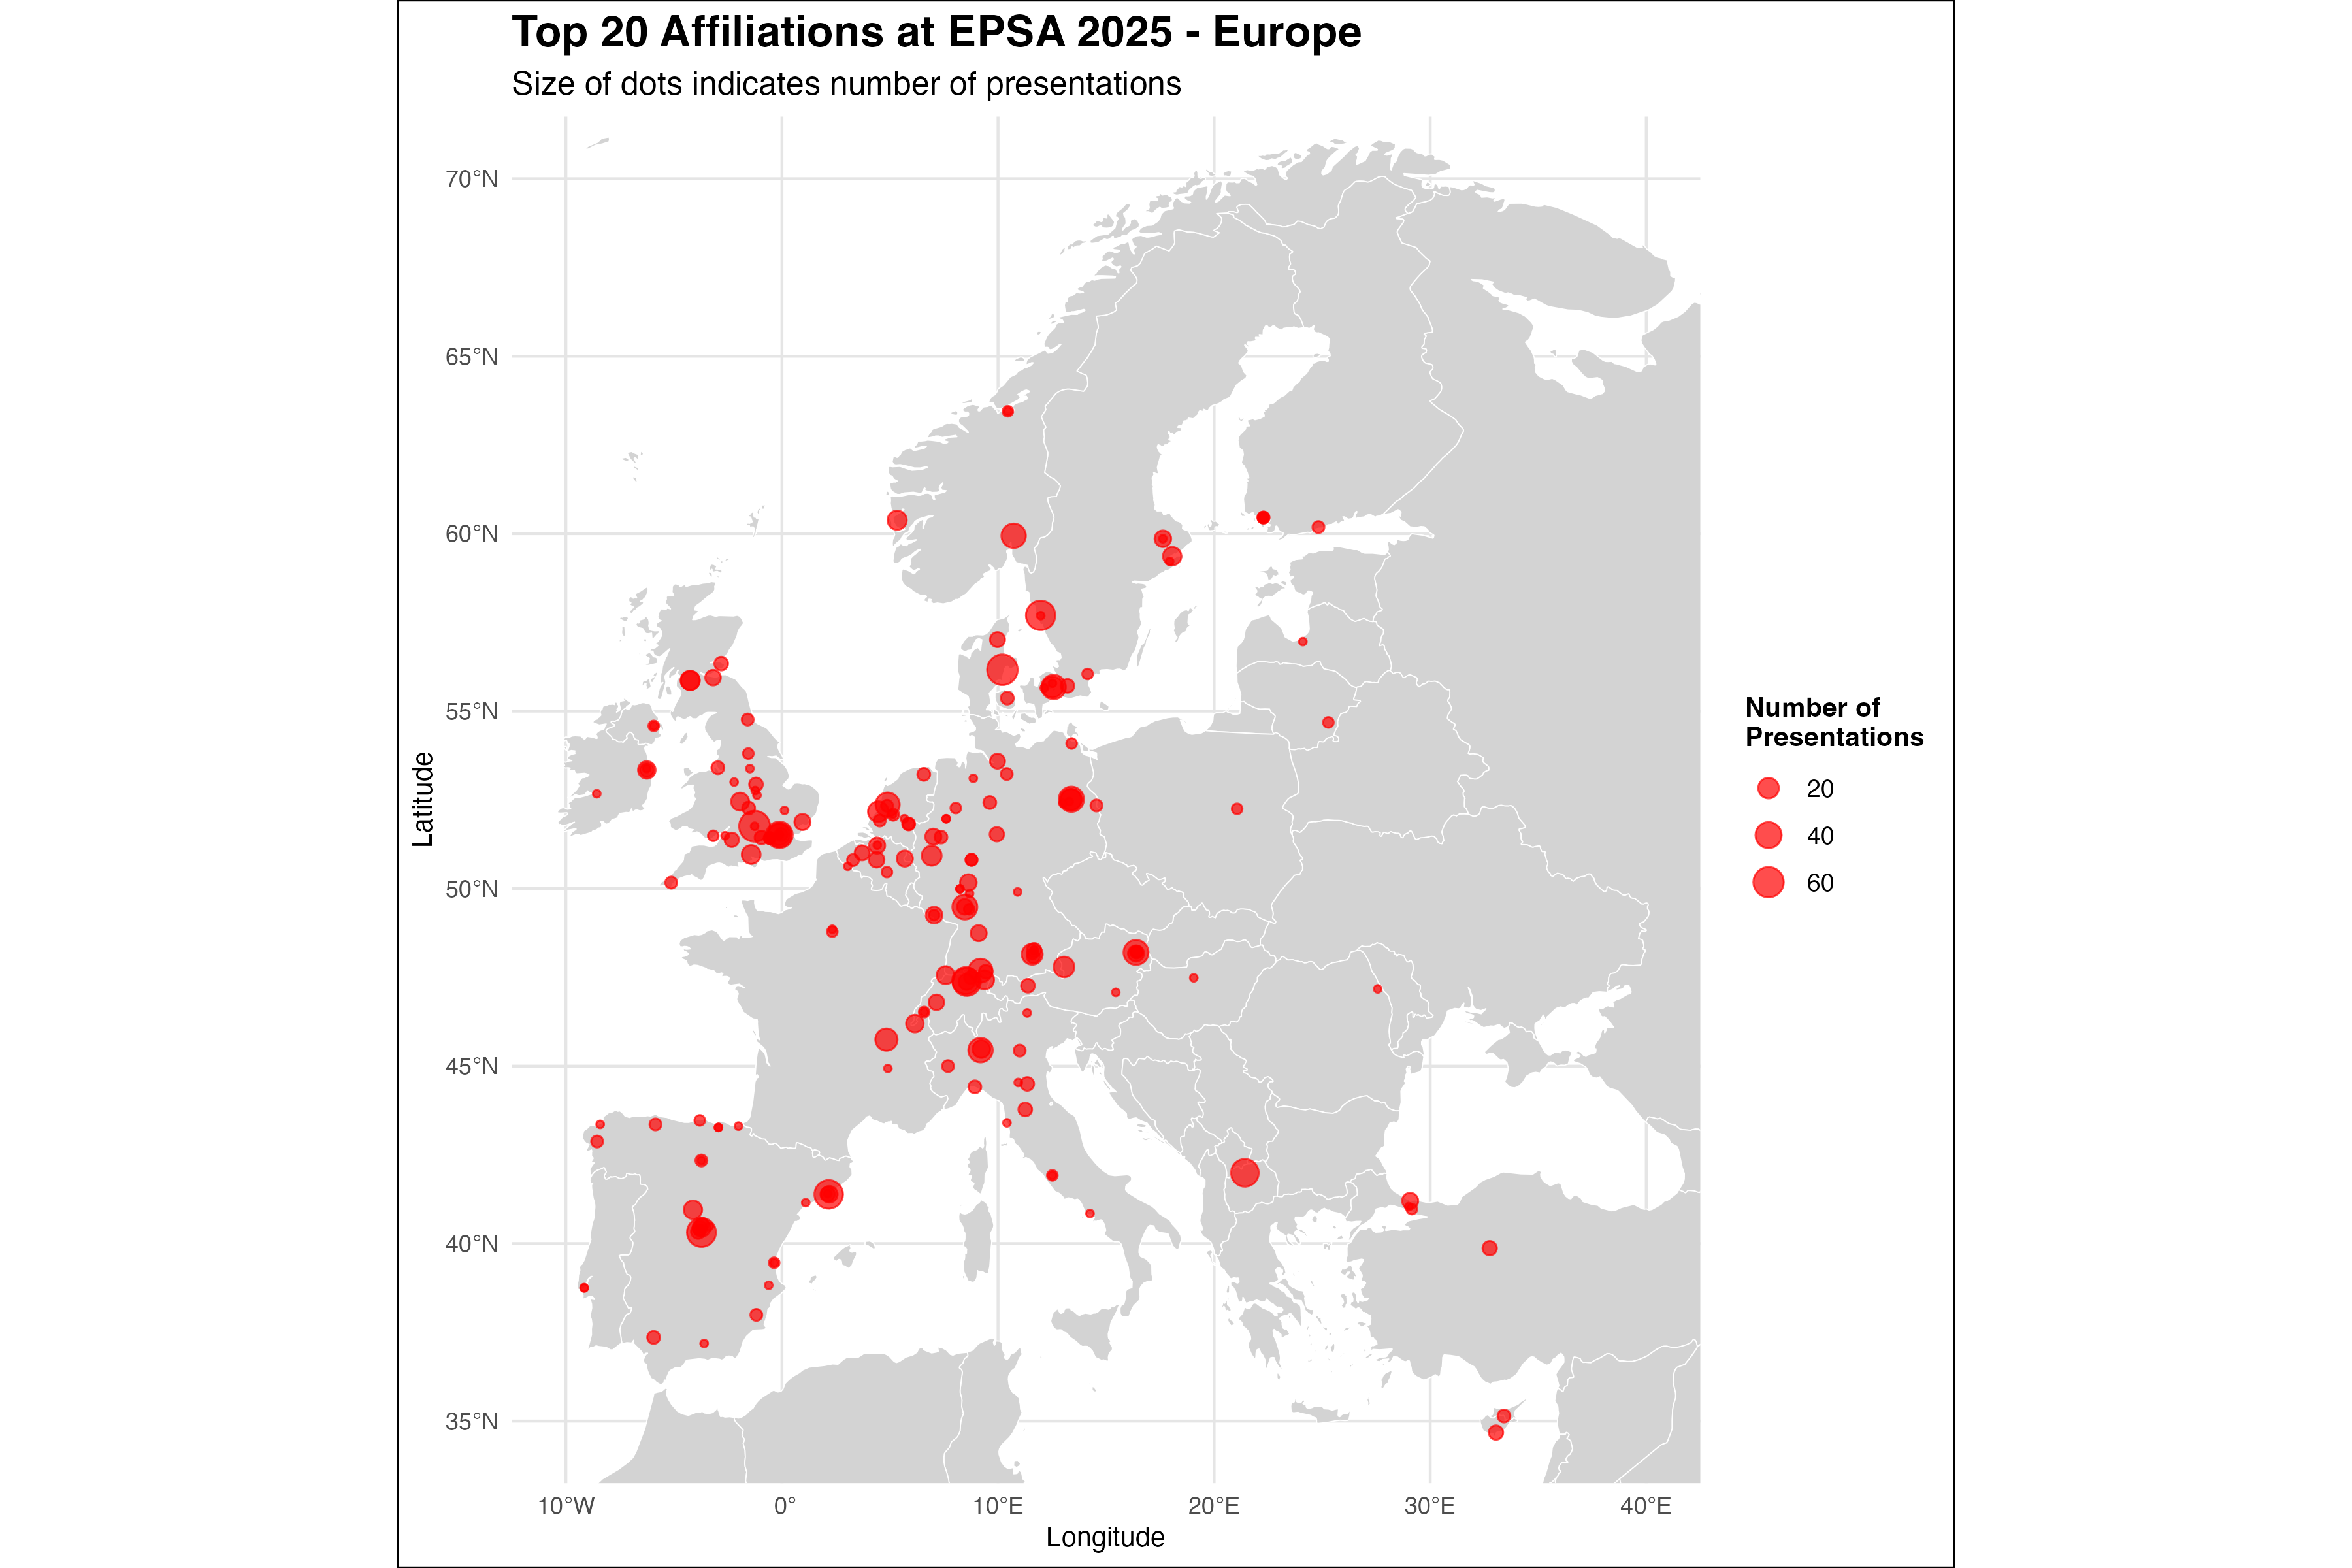 Top 20 Affiliations at EPSA 2025 - Europe
Size of dots indicates number of presentations
70°N
65°N
60°N
55°N
50°N
45°N
40°N
35°N
Latitude
10°W
0°
10°E
20°E
30°E
40°E
Longitude
Number of
Presentations
20
40
60